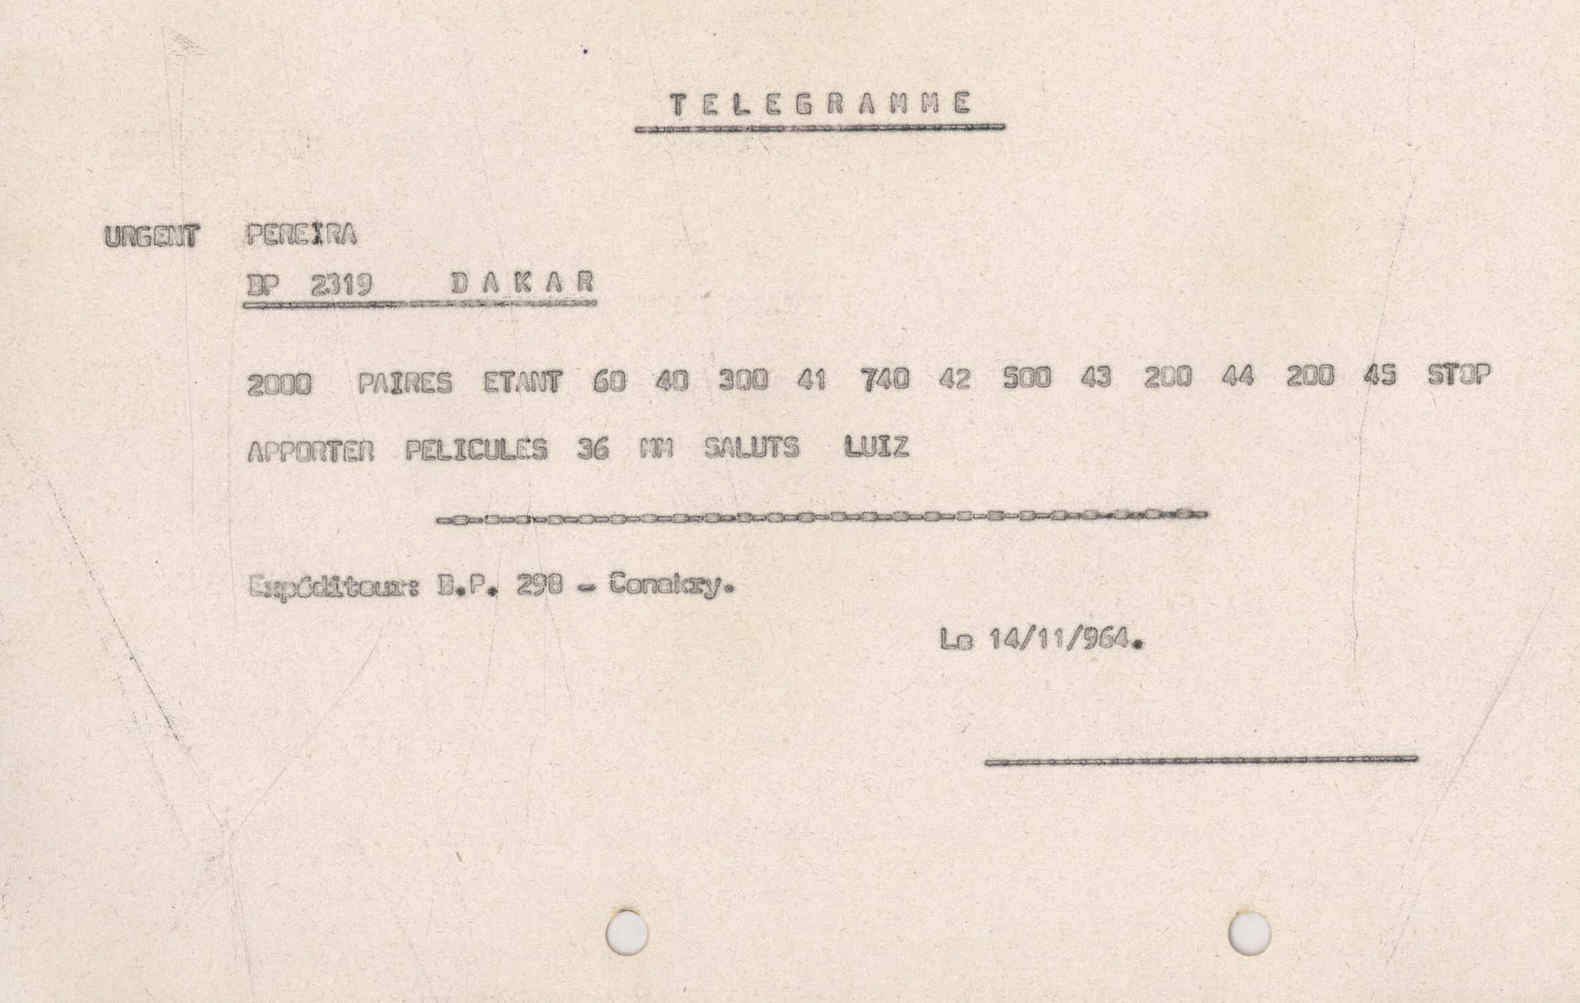 TELEGRAMME
URGENT PEREIRA
BP 2319 DAKAR
2000 PAIRES ETANT 60 40 300 41 740 42 500 43 200 44 200 45 STOP
APPORTER PELICULES 36 MM SALUTS LUIZ
Expéditeur: B.P. 298 - Conakry.
Le 14/11/964.